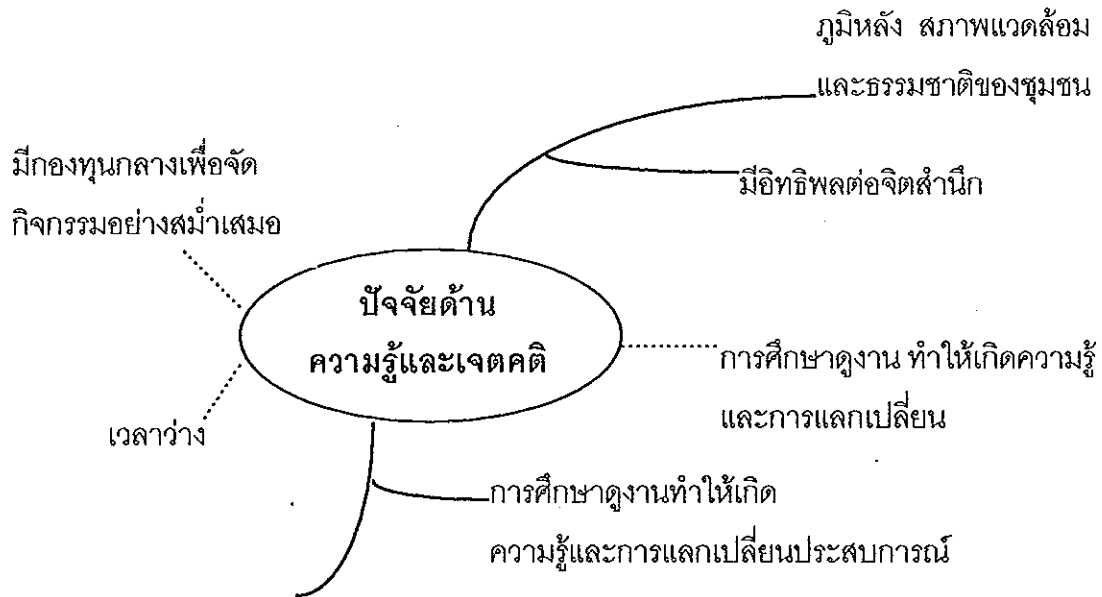 ภูมิหลัง สภาพแวดล้อม
และธรรมชาติของชุมชน
มีกองทุนกลางเพื่อจัด
กิจกรรมอย่างสม่ำเสมอ
มีอิทธิพลต่อจิตสำนึก
ปัจจัยด้าน
ความรู้และเจตคติ
การศึกษาดูงาน ทำให้เกิดความรู้
และการแลกเปลี่ยน
เวลาว่าง
การศึกษาดูงานทำให้เกิด
ความรู้และการแลกเปลี่ยนประสบการณ์